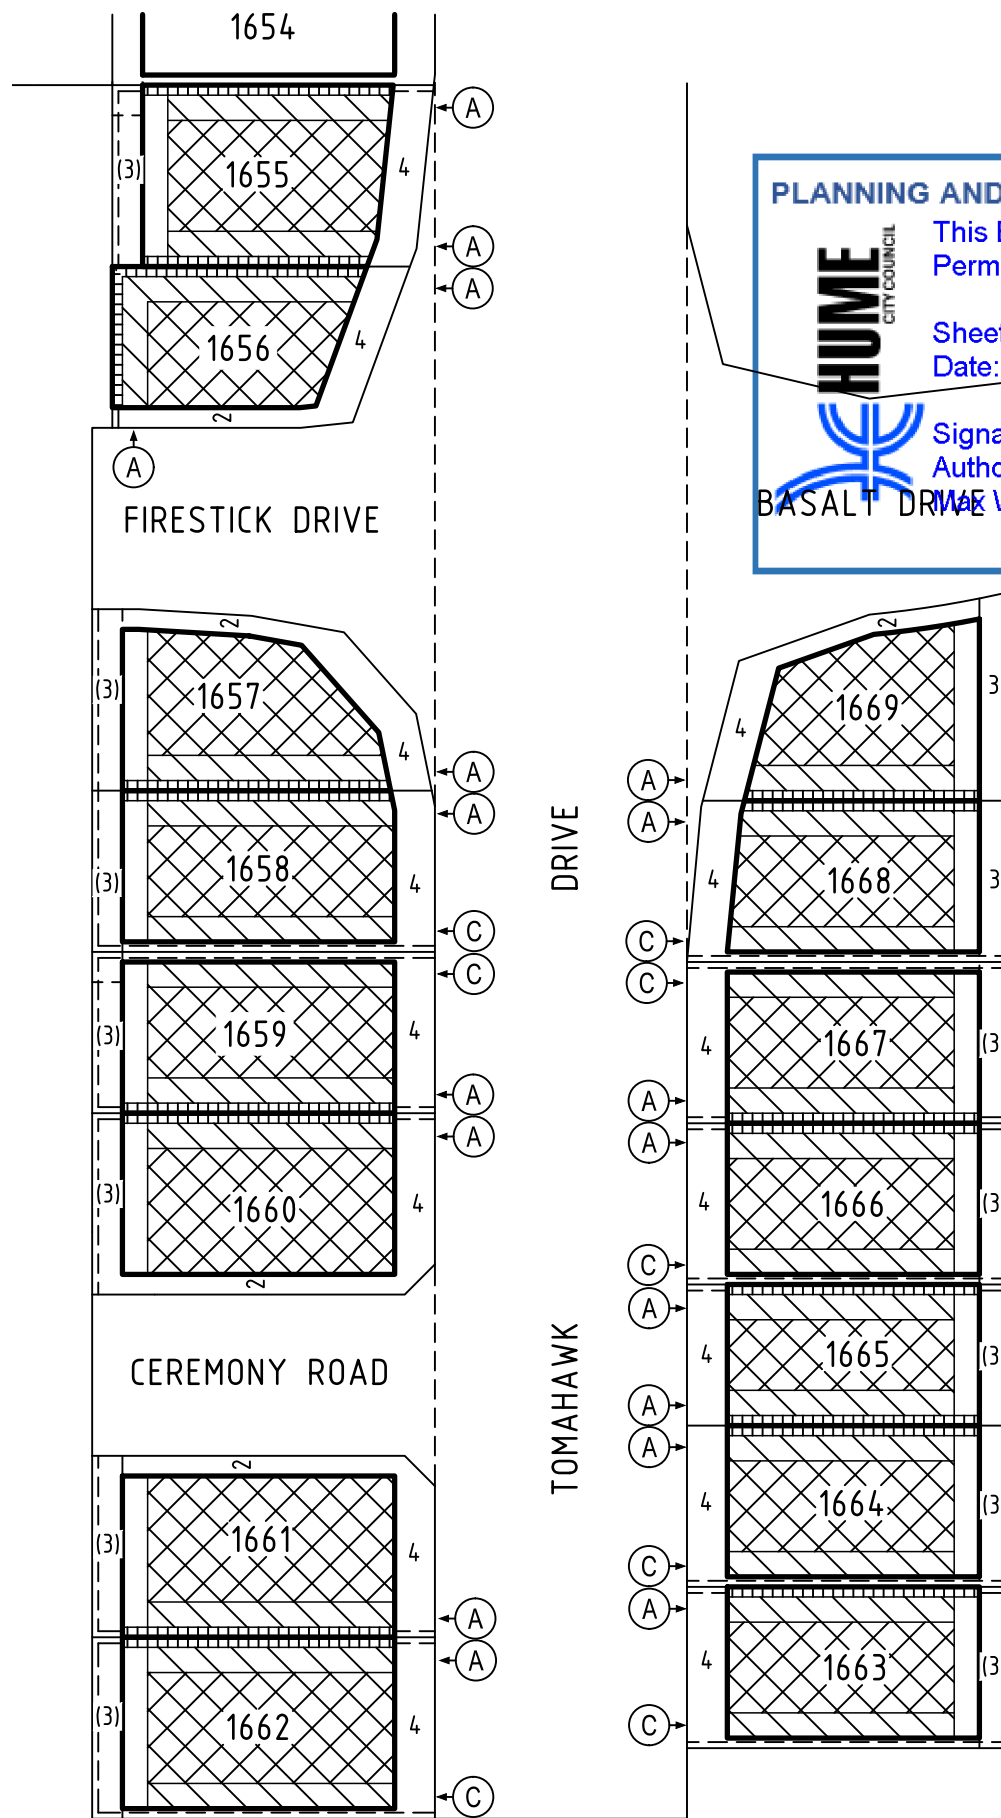 1654
A
(3)
1655
4
A
A
1656
4
2
A
FIRESTICK DRIVE
PLANNING AND
HUME
CITY COUNCIL
This
Perm
Sheet
Date:
Signa
Autho
Max
BASALT DRIVE
2
(3)
1657
4
A
A
(3)
1658
4
C
C
(3)
1659
4
A
A
(3)
1660
4
2
CEREMONY ROAD
2
(3)
1661
4
A
A
(3)
1662
4
C
TOMAHAWK DRIVE
2
1669
3
4
A
A
4
1668
3
C
C
4
1667
(3
A
A
4
1666
(3
C
A
4
1665
(3
A
A
4
1664
(3
C
A
4
1663
(3
C